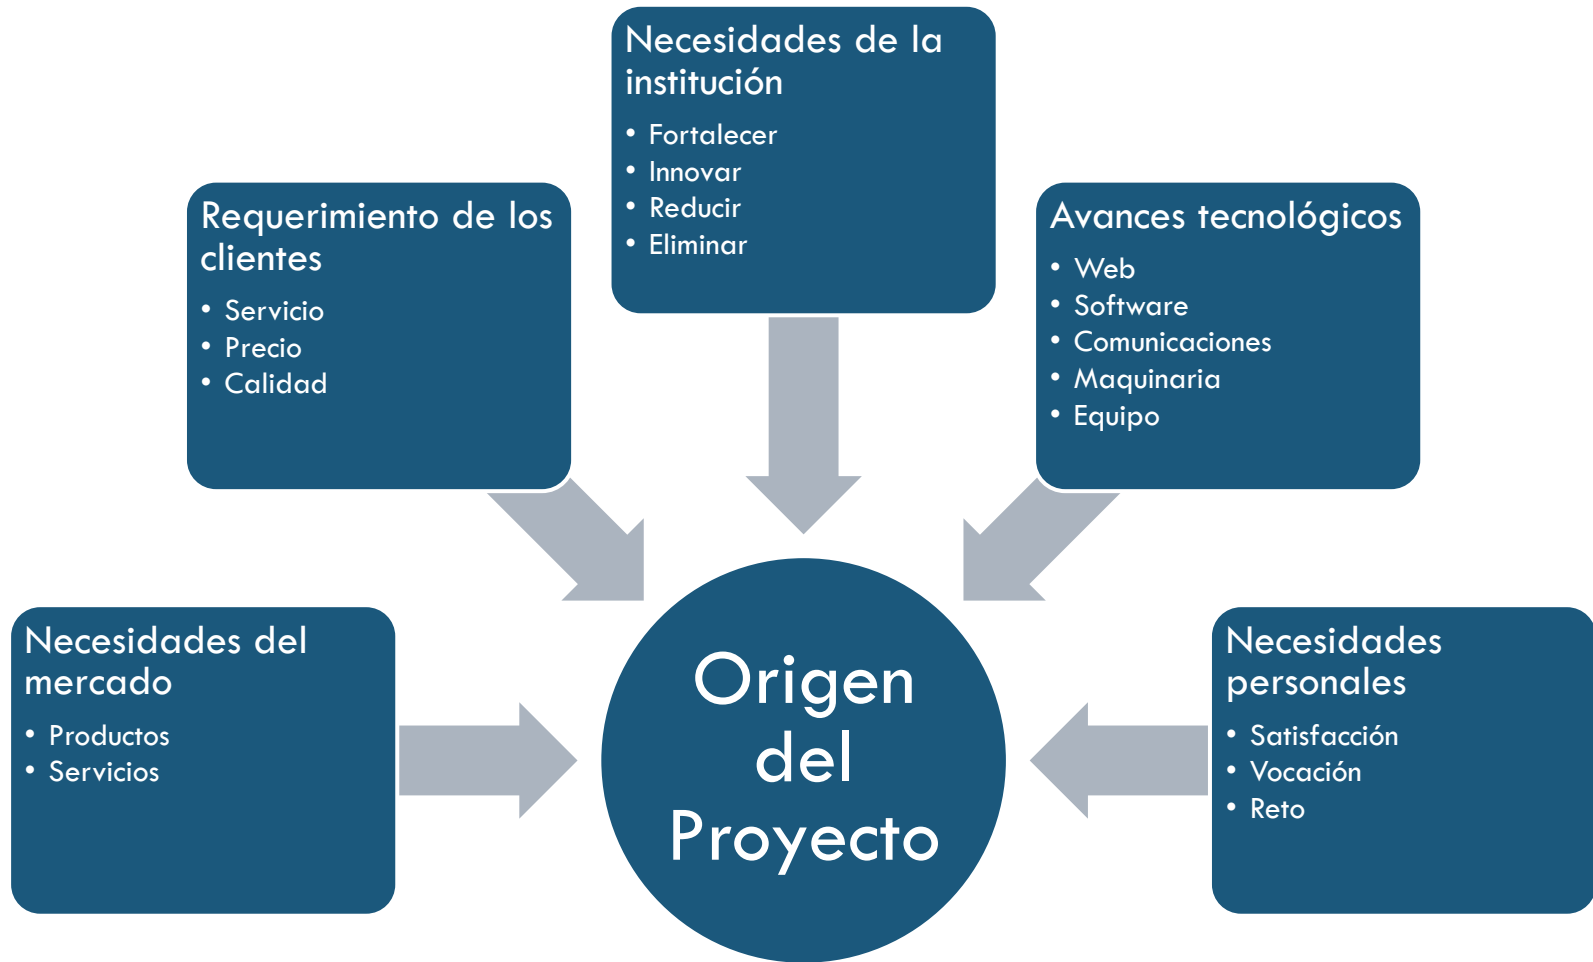 Necesidades de la
institución
• Fortalecer
• Innovar
• Reducir
• Eliminar
Requerimiento de los
clientes
• Servicio
• Precio
• Calidad
Avances tecnológicos
• Web
• Software
• Comunicaciones
• Maquinaria
• Equipo
Necesidades del
mercado
• Productos
• Servicios
Origen
del
Proyecto
Necesidades
personales
• Satisfacción
• Vocación
• Reto